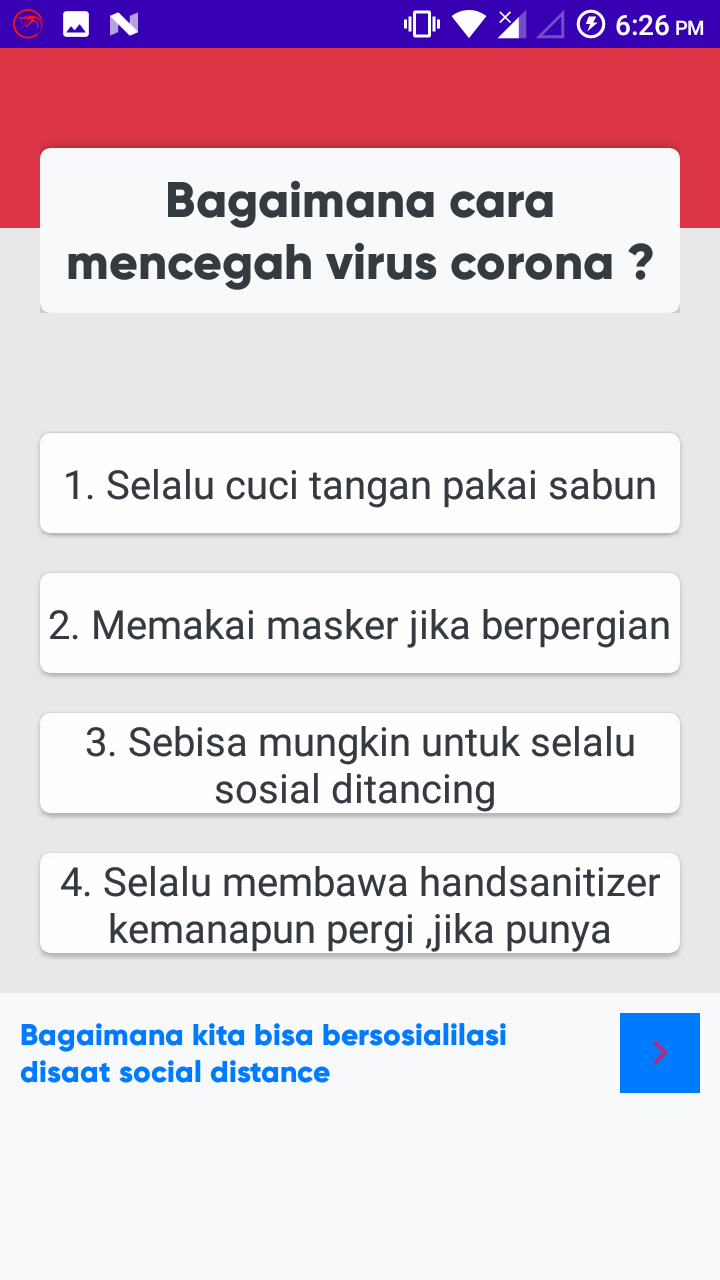 6:26 PM
Bagaimana cara
mencegah virus corona ?
1. Selalu cuci tangan pakai sabun
2. Memakai masker jika berpergian
3. Sebisa mungkin untuk selalu
sosial ditancing
4. Selalu membawa handsanitizer
kemanapun pergi ,jika punya
Bagaimana kita bisa bersosialilasi
disaat social distance